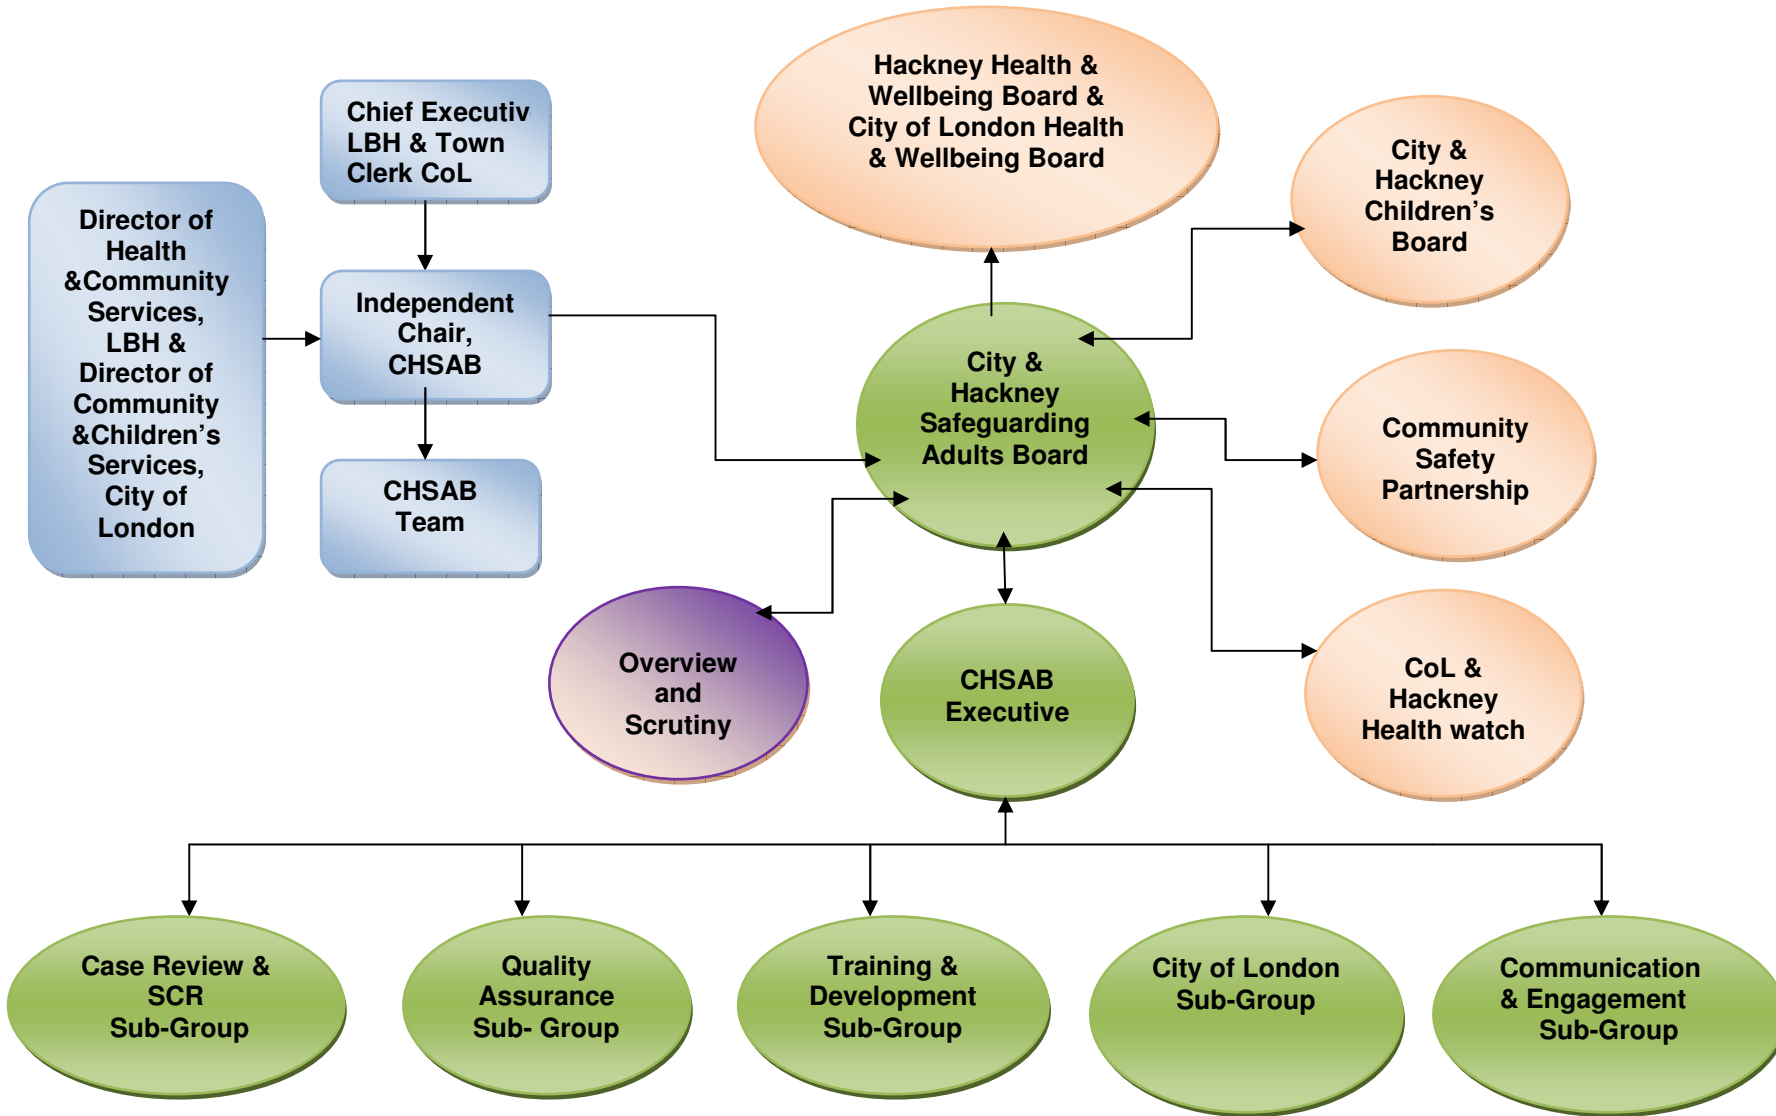 Hackney Health &
Wellbeing Board &
City of London Health
& Wellbeing Board
Chief Executiv
LBH & Town
Clerk CoL
City &
Hackney
Children's
Board
Director of
Health
&Community
Services,
LBH &
Director of
Community
&Children's
Services,
City of
London
Independent
Chair,
CHSAB
City &
Hackney
Safeguarding
Adults Board
Community
Safety
Partnership
CHSAB
Team
Overview
and
Scrutiny
CHSAB
Executive
CoL &
Hackney
Health watch
Case Review &
SCR
Sub-Group
Quality
Assurance
Sub- Group
Training &
Development
Sub-Group
City of London
Sub-Group
Communication
& Engagement
Sub-Group